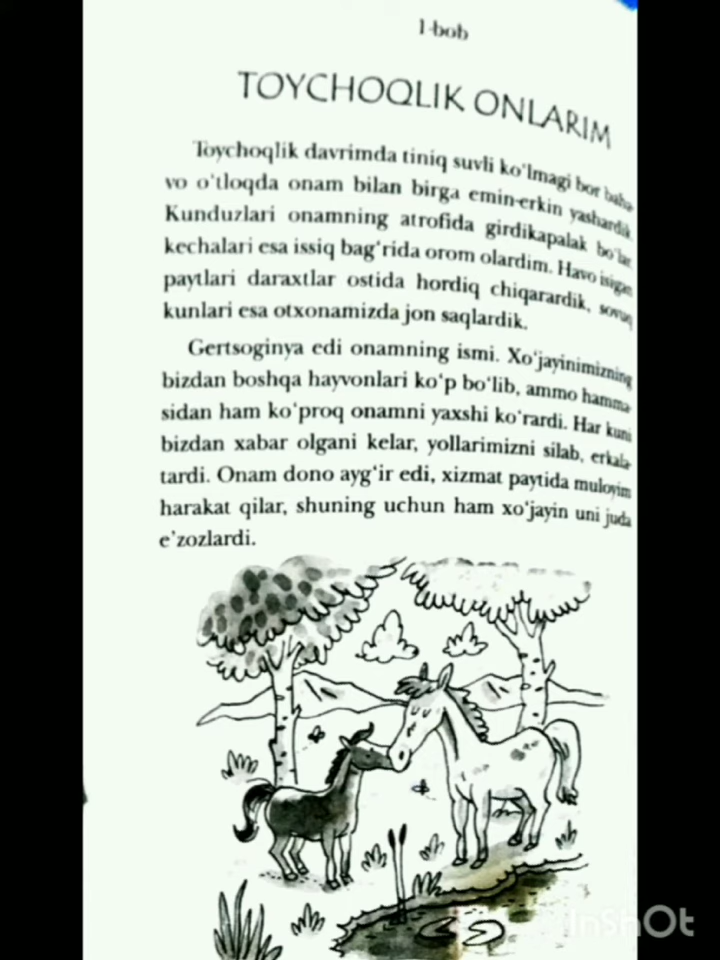 1-bob
TOYCHOQLIK ONLARIM
Toychoqlik davrimda tiniq suvli ko'lmagi bor baha-
vo o'tloqda onam bilan birga emin-erkin yashardik.
Kunduzlari onamning atrofida girdikapalak bo'lar,
kechalari esa issiq bag'rida orom olardim. Havo isigan
paytlari daraxtlar ostida hordiq chiqarardik, sovuq
kunlari esa otxonamizda jon saqlardik.
Gertsoginya edi onamning ismi. Xo'jayinimizning
bizdan boshqa hayvonlari ko'p bo'lib, ammo hamma-
sidan ham ko'proq onamni yaxshi ko'rardi. Har kuni
bizdan xabar olgani kelar, yollarimizni silab, erkala-
tardi. Onam dono ayg'ir edi, xizmat paytida muloyim
harakat qilar, shuning uchun ham xo'jayin uni juda
e'zozlardi.
InShOt